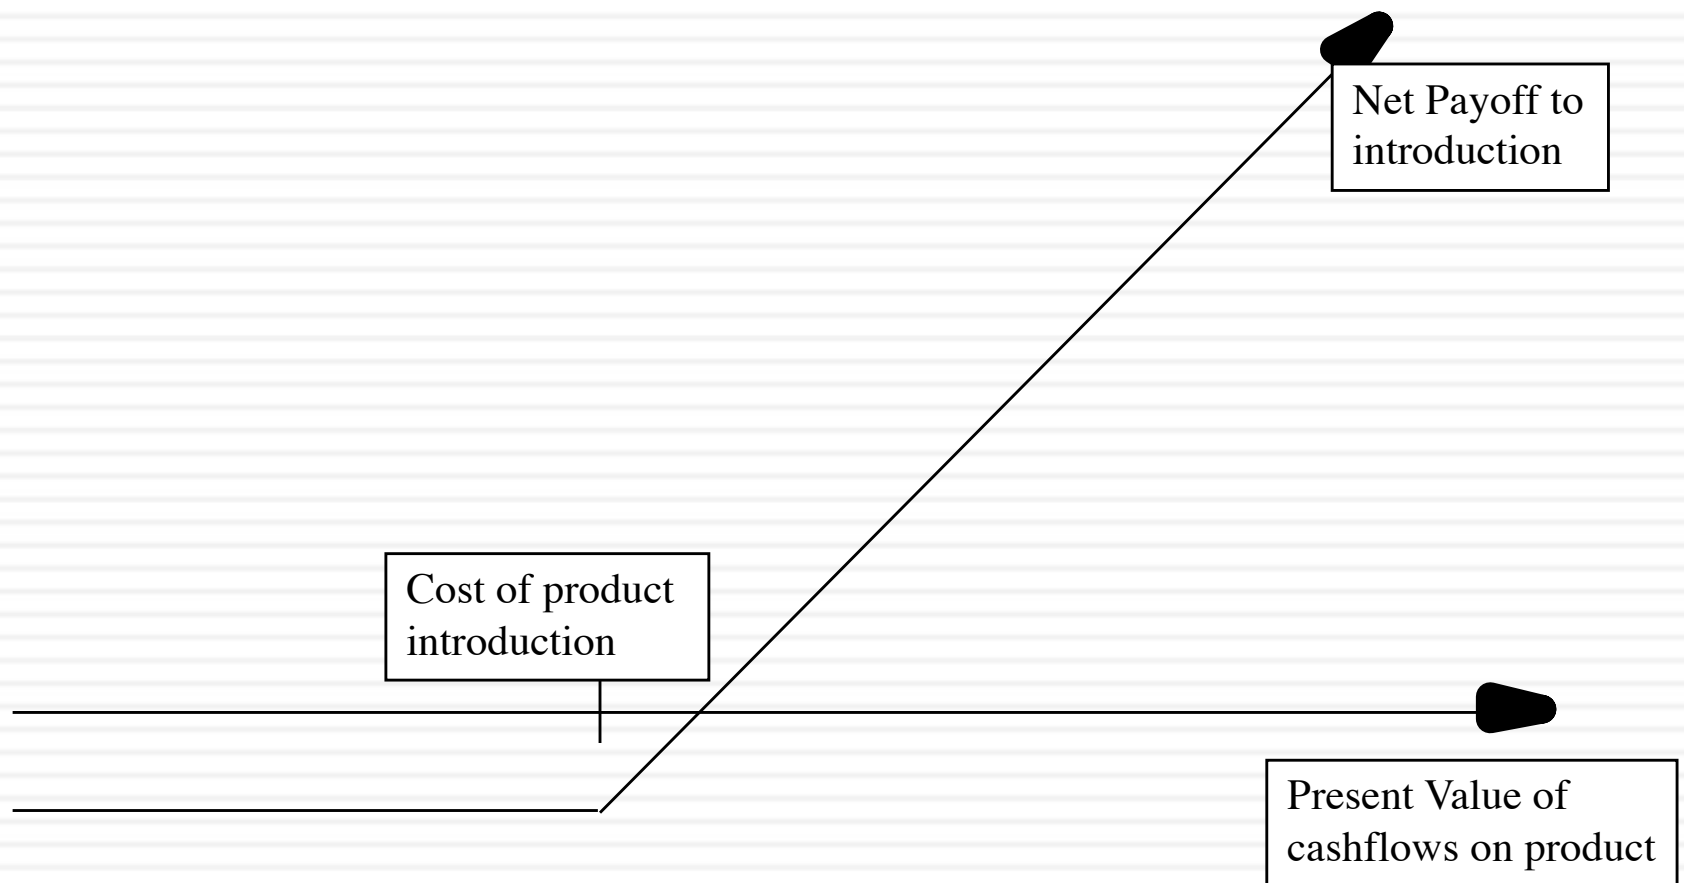 Net Payoff to
introduction
Cost of product
introduction
Present Value of
cashflows on product